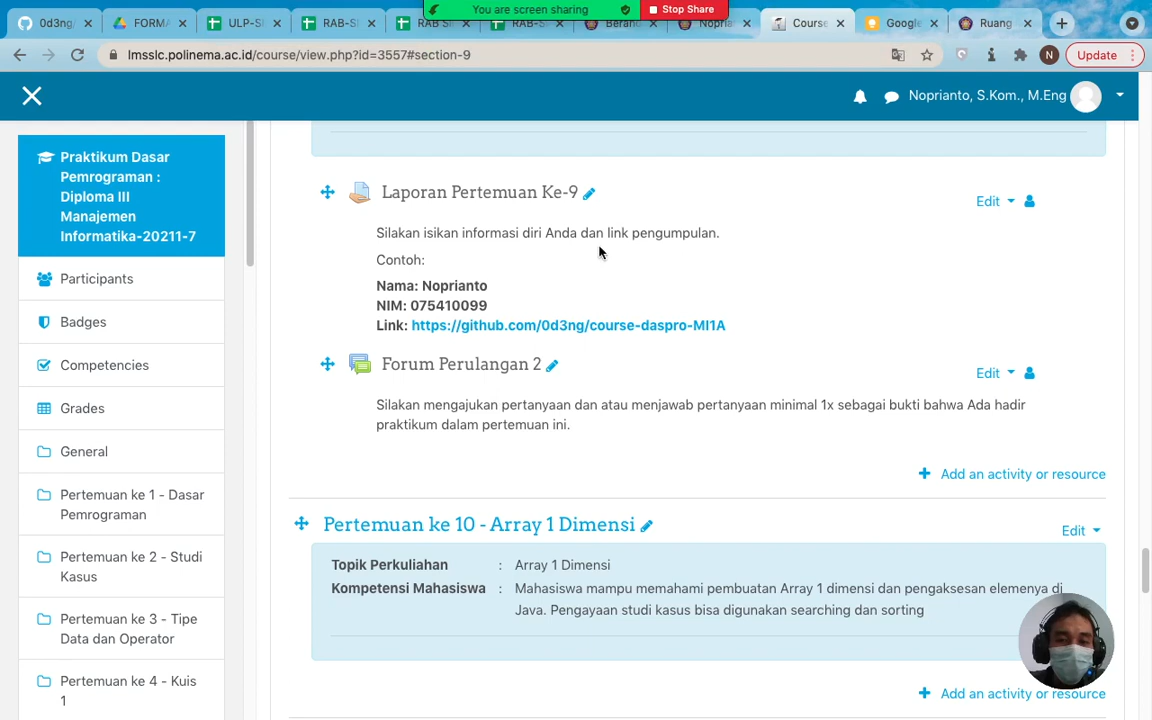 0d3ng/
FORMA
ULP-S
RAB-S
RAB S
RAB-S
You are screen sharing
Stop Share
Beran
Nopria
Course
Google
Ruang
lmsslc.polinema.ac.id/course/view.php?id=3557#section-9
N
Update
Noprianto, S.Kom., M.Eng
Praktikum Dasar
Pemrograman :
Diploma III
Manajemen
Informatika-20211-7
Participants
Badges
Competencies
Grades
General
Pertemuan ke 1 - Dasar
Pemrograman
Pertemuan ke 2 - Studi
Kasus
Pertemuan ke 3 - Tipe
Data dan Operator
Pertemuan ke 4 - Kuis
1
Laporan Pertemuan Ke-9
Edit
Silakan isikan informasi diri Anda dan link pengumpulan.
Contoh:
Nama: Noprianto
NIM: 075410099
Link: https://github.com/0d3ng/course-daspro-MI1A
Forum Perulangan 2
Edit
Silakan mengajukan pertanyaan dan atau menjawab pertanyaan minimal 1x sebagai bukti bahwa Ada hadir
praktikum dalam pertemuan ini.
+ Add an activity or resource
Pertemuan ke 10 - Array 1 Dimensi
Edit
Topik Perkuliahan : Array 1 Dimensi
Kompetensi Mahasiswa : Mahasiswa mampu memahami pembuatan Array 1 dimensi dan pengaksesan elemenya di
Java. Pengayaan studi kasus bisa digunakan searching dan sorting
+ Add an activity or resource